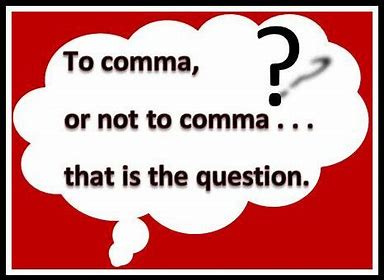 To comma, ?
or not to comma . . .
that is the question.